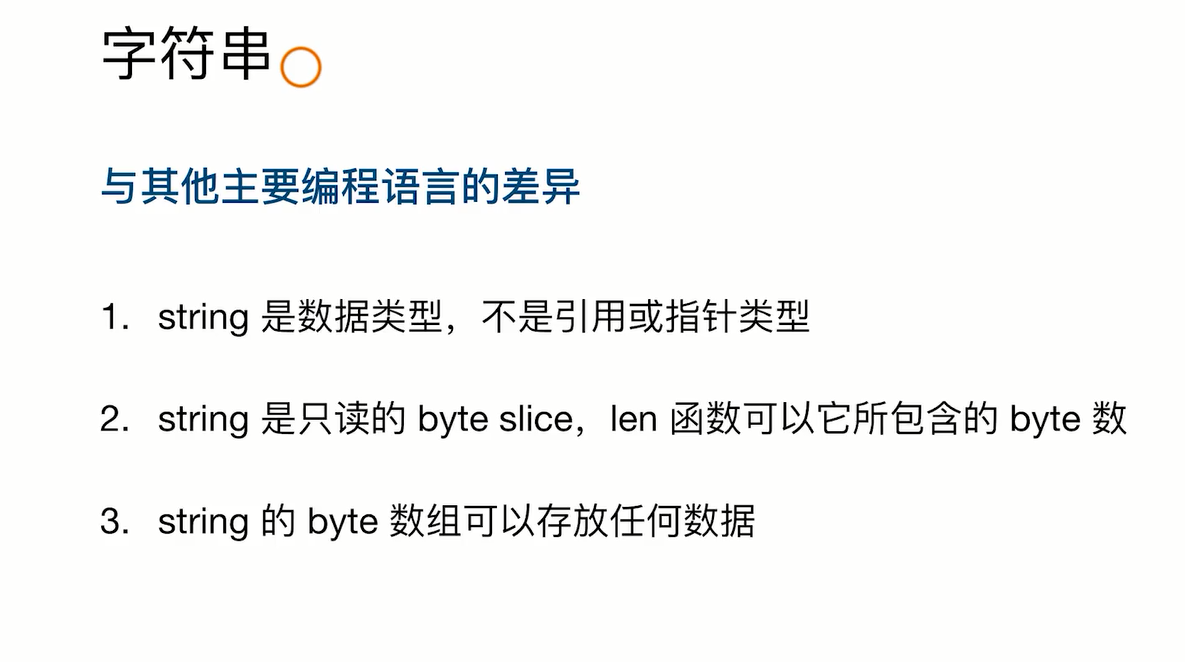 字符串
与其他主要编程语言的差异
1. string 是数据类型，不是引用或指针类型
2. string 是只读的 byte slice，len 函数可以它所包含的 byte 数
3. string 的 byte 数组可以存放任何数据